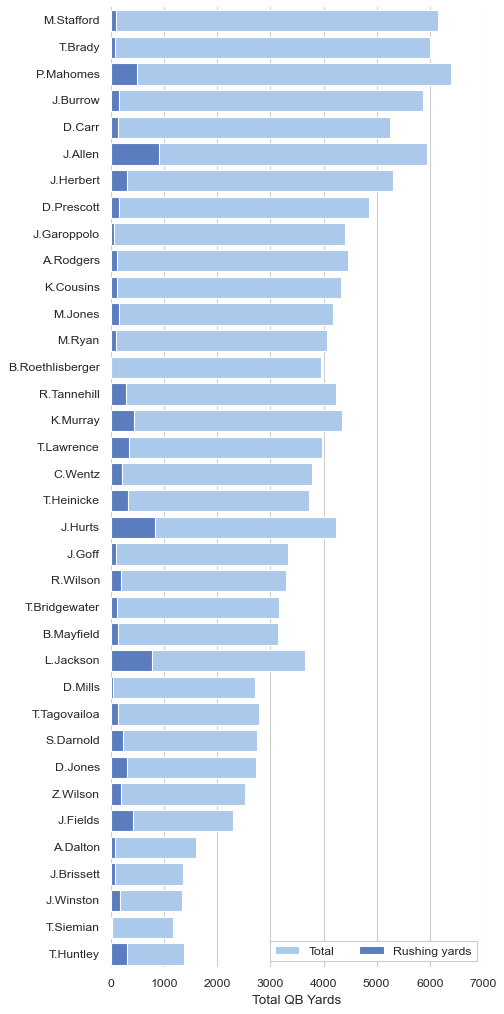 M.Stafford
T.Brady
P.Mahomes
J.Burrow
D.Carr
J.Allen
J.Herbert
D.Prescott
J.Garoppolo
A.Rodgers
K.Cousins
M.Jones
M.Ryan
B.Roethlisberger
R.Tannehill
K.Murray
T.Lawrence
C.Wentz
T.Heinicke
J.Hurts
J.Goff
R.Wilson
T.Bridgewater
B.Mayfield
L.Jackson
D.Mills
T.Tagovailoa
S.Darnold
D.Jones
Z.Wilson
J.Fields
A.Dalton
J.Brissett
J.Winston
T.Siemian
T.Huntley
Total Rushing yards
0 1000 2000 3000 4000 5000 6000 7000
Total QB Yards